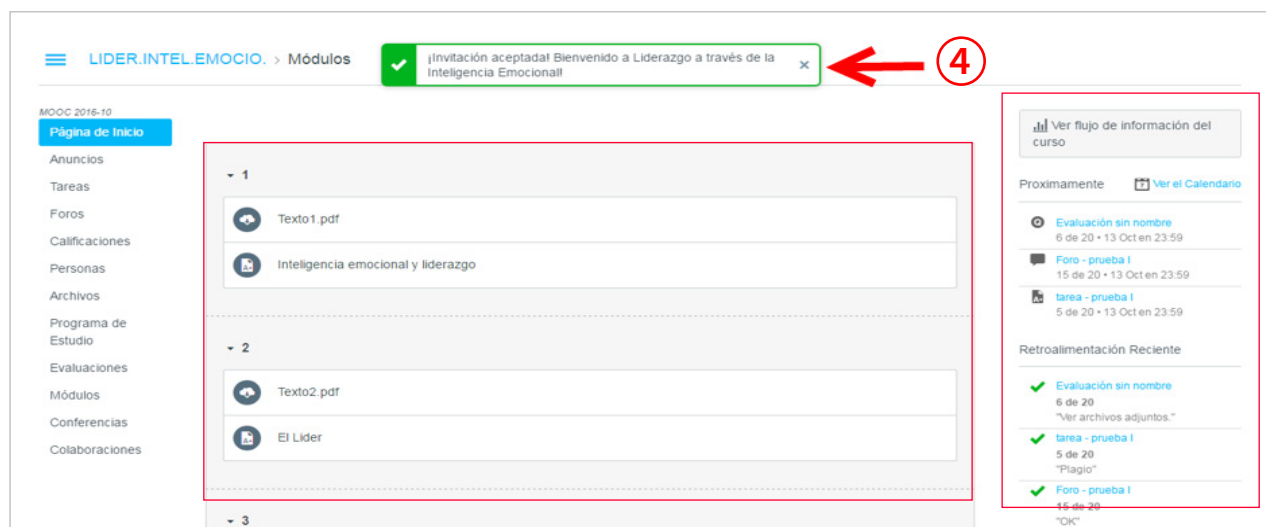 LIDER.INTEL.EMOCIO. > Módulos
¡Invitación aceptada! Bienvenido a Liderazgo a través de la
Inteligencia Emocional!
×
4
MOOC 2016-10
Página de Inicio
Anuncios
Tareas
Foros
Calificaciones
Personas
Archivos
Programa de
Estudio
Evaluaciones
Módulos
Conferencias
Colaboraciones
1
Texto1.pdf
Inteligencia emocional y liderazgo
2
Texto2.pdf
El Lider
3
Ver flujo de información del
curso
Proximamente
Ver el Calendario
Evaluación sin nombre
6 de 20 • 13 Oct en 23:59
Foro - prueba I
15 de 20 • 13 Oct en 23:59
tarea - prueba I
5 de 20 • 13 Oct en 23:59
Retroalimentación Reciente
Evaluación sin nombre
6 de 20
"Ver archivos adjuntos."
tarea - prueba I
5 de 20
"Plagio"
Foro - prueba I
15 de 20
"OK"